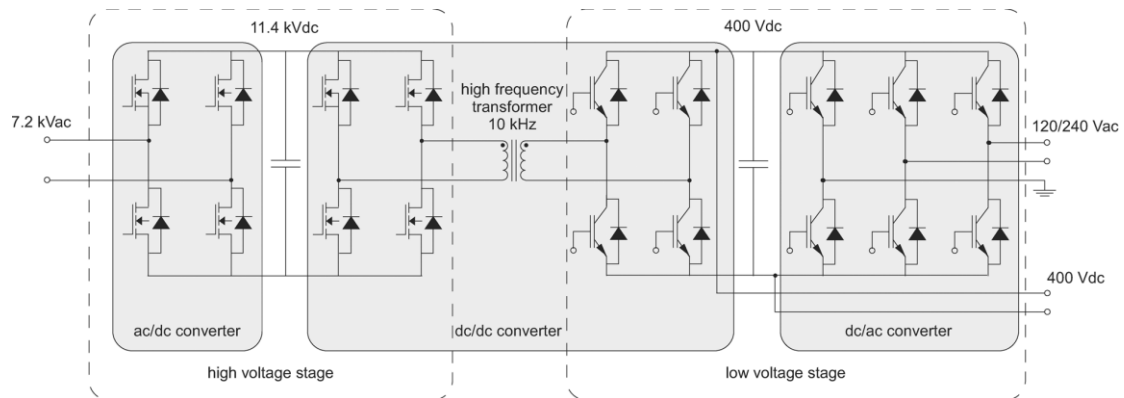 11.4 kVdc
400 Vdc
high frequency
transformer
10 kHz
7.2 kVac
120/240 Vac
400 Vdc
ac/dc converter
dc/dc converter
dc/ac converter
high voltage stage
low voltage stage